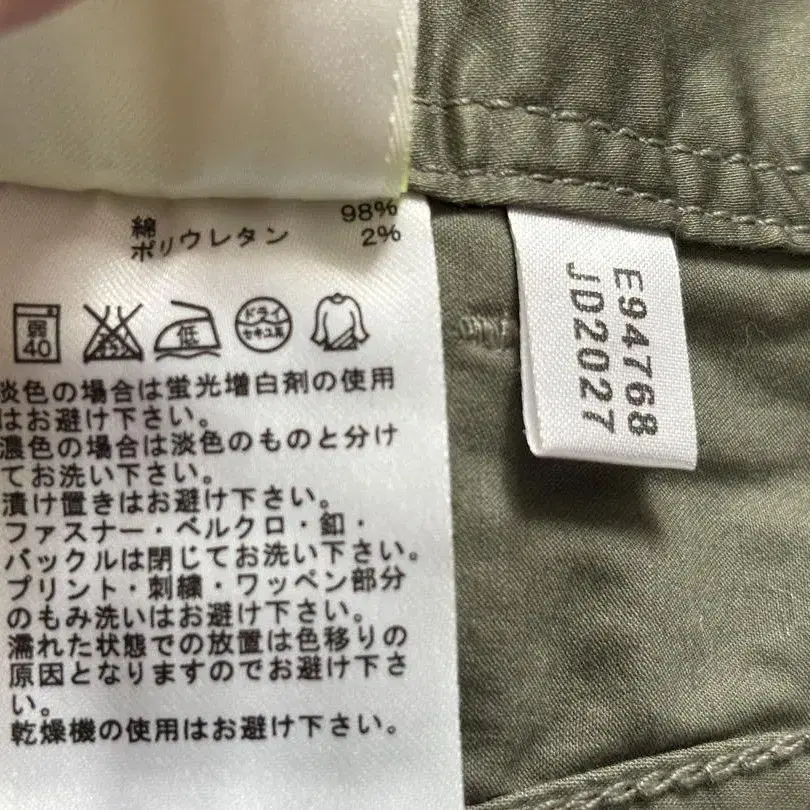 綿 98%
ポリウレタン 2%
弱 40
エンソサラシ
低
ドライ セキユ系
淡色の場合は蛍光増白剤の使用
はお避け下さい。
濃色の場合は淡色のものと分け
てお洗い下さい。
漬け置きはお避け下さい。
ファスナー・ベルクロ・釦・
バックルは閉じてお洗い下さい。
プリント・刺繍・ワッペン部分
のもみ洗いはお避け下さい。
濡れた状態での放置は色移りの
原因となりますのでお避け下さ
い。
乾燥機の使用はお避け下さい。
E94768
JD2027